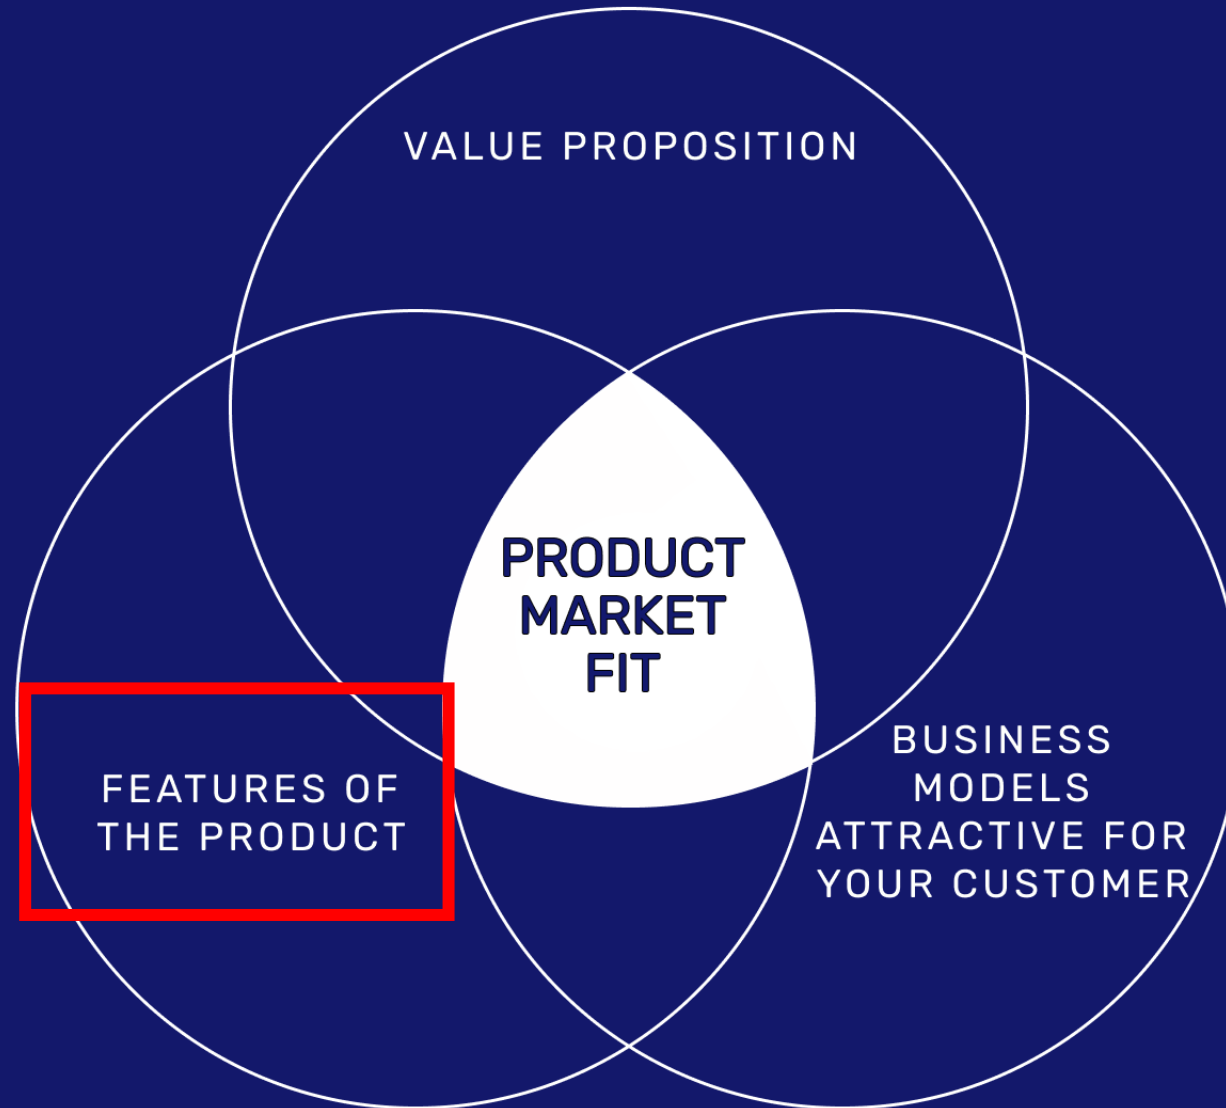 VALUE PROPOSITION
PRODUCT
MARKET
FIT
FEATURES OF
THE PRODUCT
BUSINESS
MODELS
ATTRACTIVE FOR
YOUR CUSTOMER